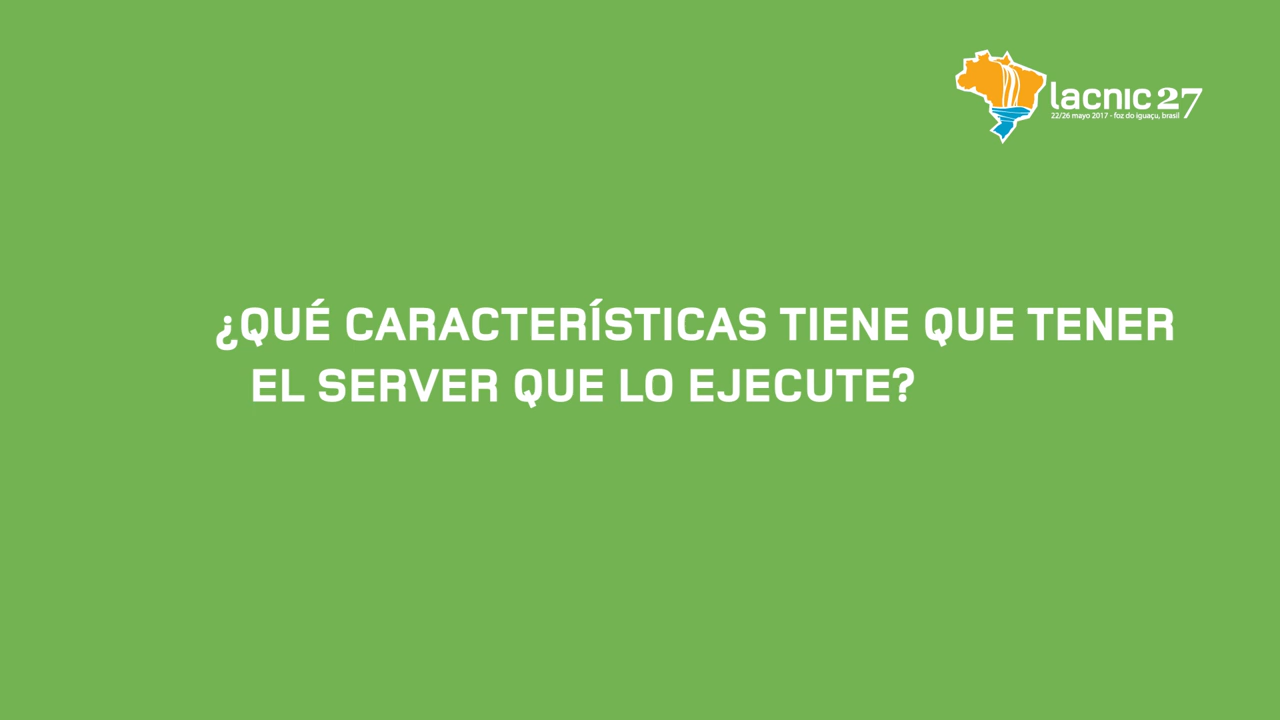 lacnic 27
22/26 mayo 2017 - foz do iguaçu, brasil
¿QUÉ CARACTERÍSTICAS TIENE QUE TENER
EL SERVER QUE LO EJECUTE?